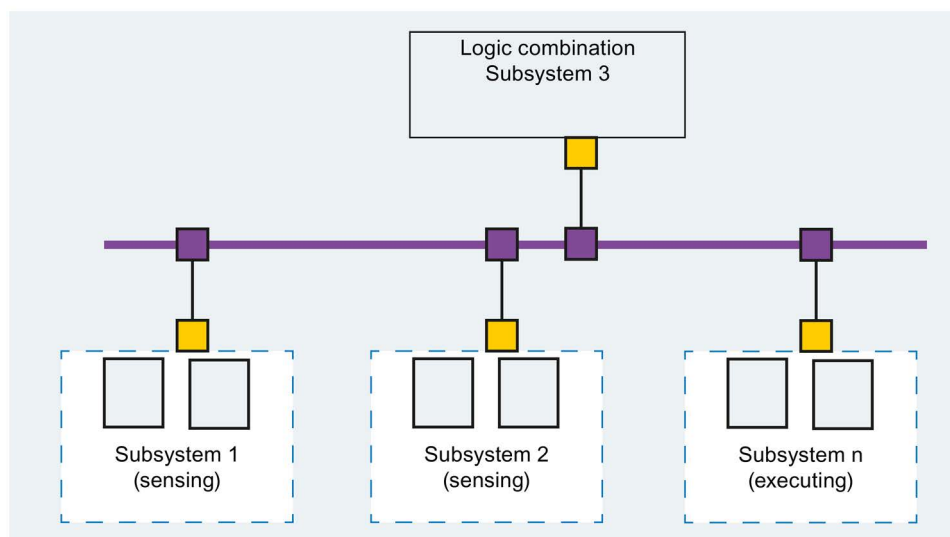 Logic combination
Subsystem 3
Subsystem 1
(sensing)
Subsystem 2
(sensing)
Subsystem n
(executing)